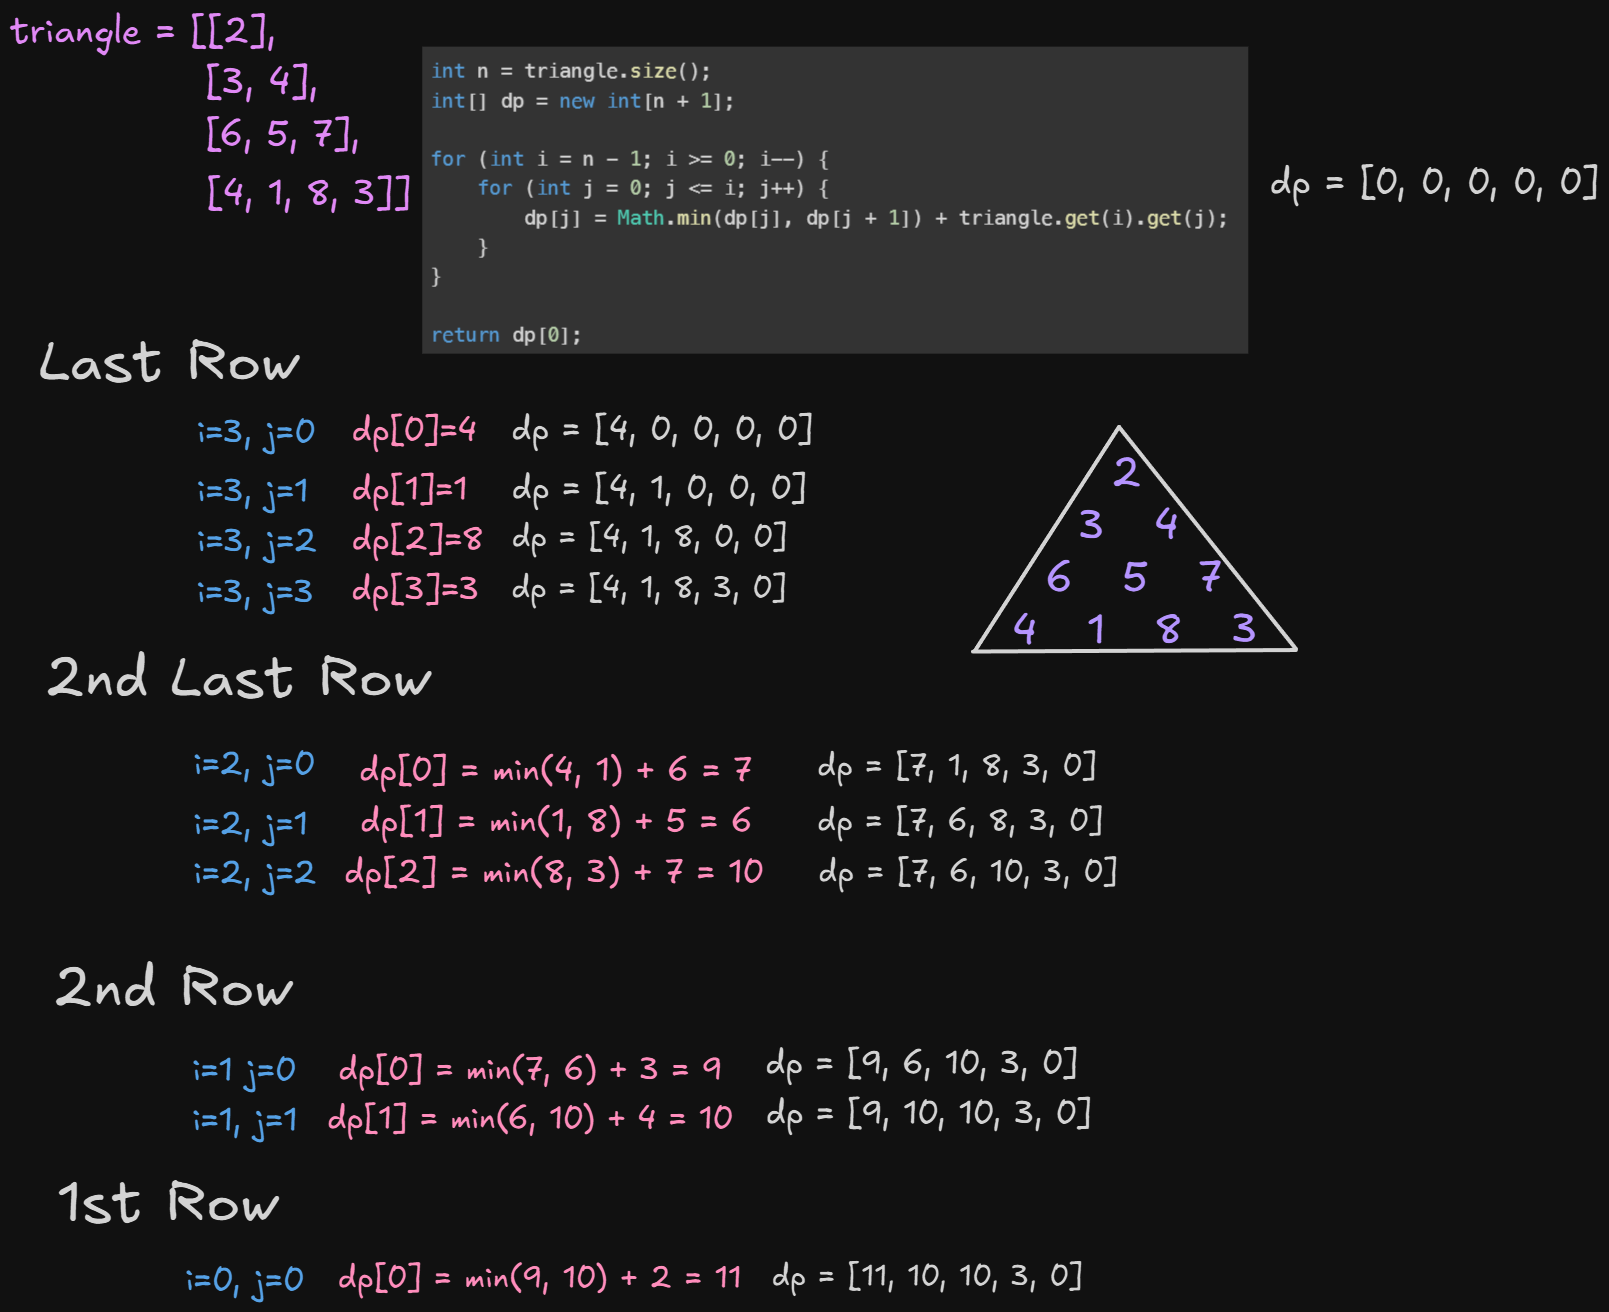 triangle = [[2],
[3, 4],
[6, 5, 7],
[4, 1, 8, 3]]
int n = triangle.size();
int[] dp = new int[n + 1];
for (int i = n - 1; i >= 0; i--) {
for (int j = 0; j <= i; j++) {
dp[j] = Math.min(dp[j], dp[j + 1]) + triangle.get(i).get(j);
}
}
return dp[0];
dp = [0, 0, 0, 0, 0]
Last Row
i=3, j=0 dp[0]=4 dp = [4, 0, 0, 0, 0]
i=3, j=1 dp[1]=1 dp = [4, 1, 0, 0, 0]
i=3, j=2 dp[2]=8 dp = [4, 1, 8, 0, 0]
i=3, j=3 dp[3]=3 dp = [4, 1, 8, 3, 0]
2
3 4
6 5 7
4 1 8 3
2nd Last Row
i=2, j=0 dp[0] = min(4, 1) + 6 = 7 dp = [7, 1, 8, 3, 0]
i=2, j=1 dp[1] = min(1, 8) + 5 = 6 dp = [7, 6, 8, 3, 0]
i=2, j=2 dp[2] = min(8, 3) + 7 = 10 dp = [7, 6, 10, 3, 0]
2nd Row
i=1 j=0 dp[0] = min(7, 6) + 3 = 9 dp = [9, 6, 10, 3, 0]
i=1, j=1 dp[1] = min(6, 10) + 4 = 10 dp = [9, 10, 10, 3, 0]
1st Row
i=0, j=0 dp[0] = min(9, 10) + 2 = 11 dp = [11, 10, 10, 3, 0]